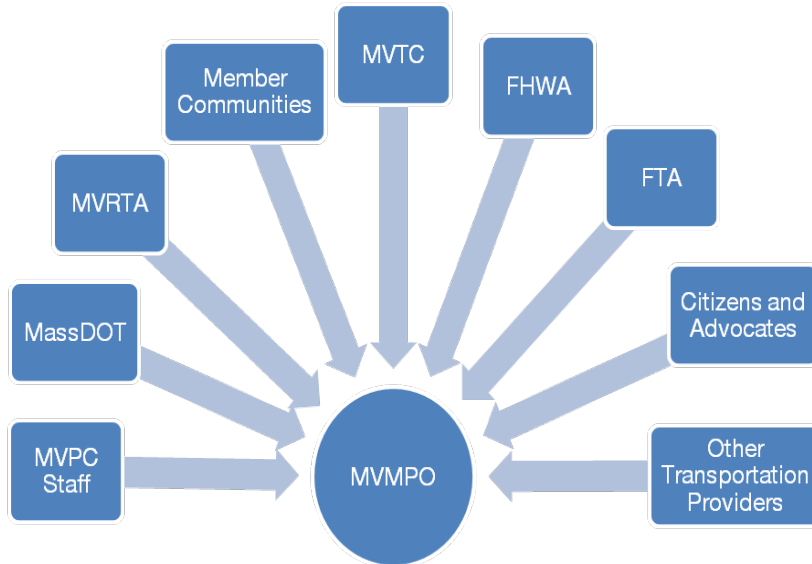 MVTC
Member
Communities
FHWA
FTA
MVRTA
Citizens and
Advocates
MassDOT
MVPC
Staff
MVMPO
Other
Transportation
Providers